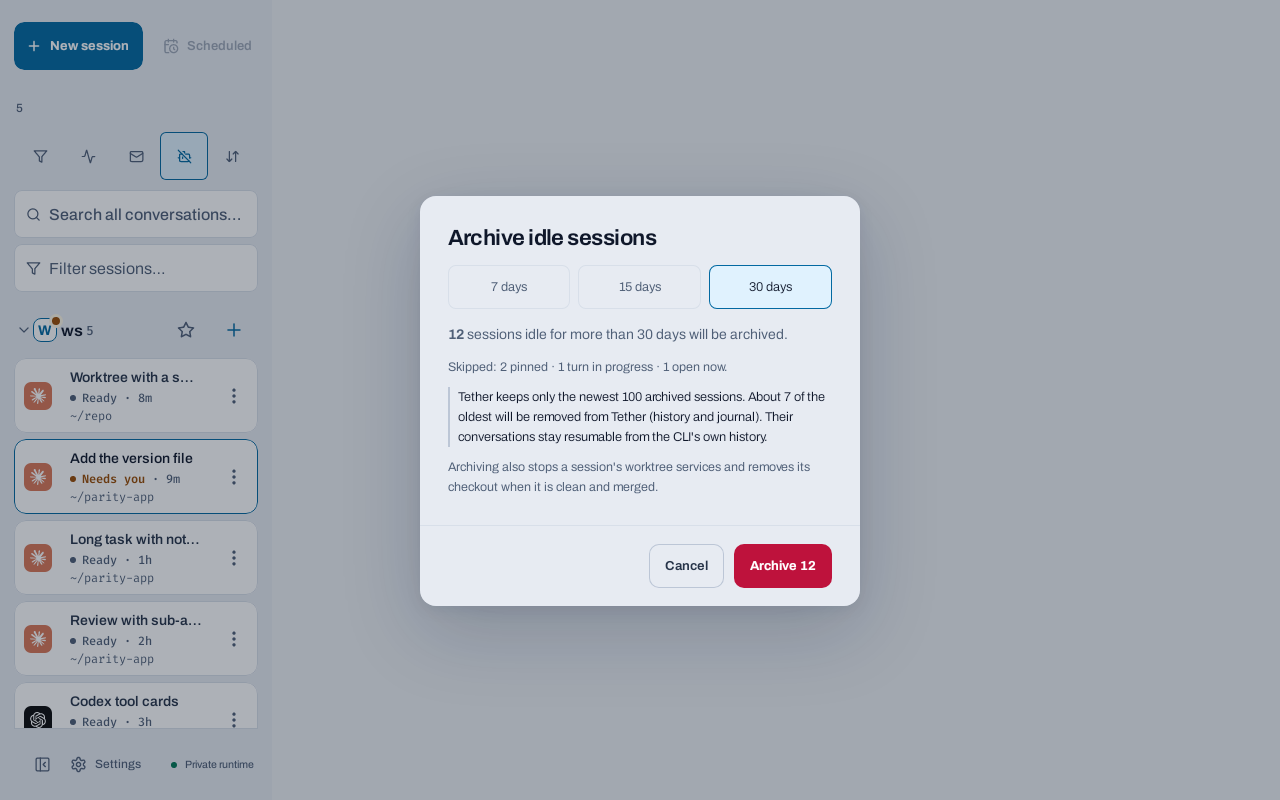 New session
Scheduled
5
Search all conversations...
Filter sessions...
W ws 5
Worktree with a s...
Ready · 8m
~/repo
Add the version file
Needs you · 9m
~/parity-app
Long task with not...
Ready · 1h
~/parity-app
Review with sub-a...
Ready · 2h
~/parity-app
Codex tool cards
Ready · 3h
Settings
Private runtime
Archive idle sessions
7 days
15 days
30 days
12 sessions idle for more than 30 days will be archived.
Skipped: 2 pinned · 1 turn in progress · 1 open now.
Tether keeps only the newest 100 archived sessions. About 7 of the
oldest will be removed from Tether (history and journal). Their
conversations stay resumable from the CLI's own history.
Archiving also stops a session's worktree services and removes its
checkout when it is clean and merged.
Cancel
Archive 12